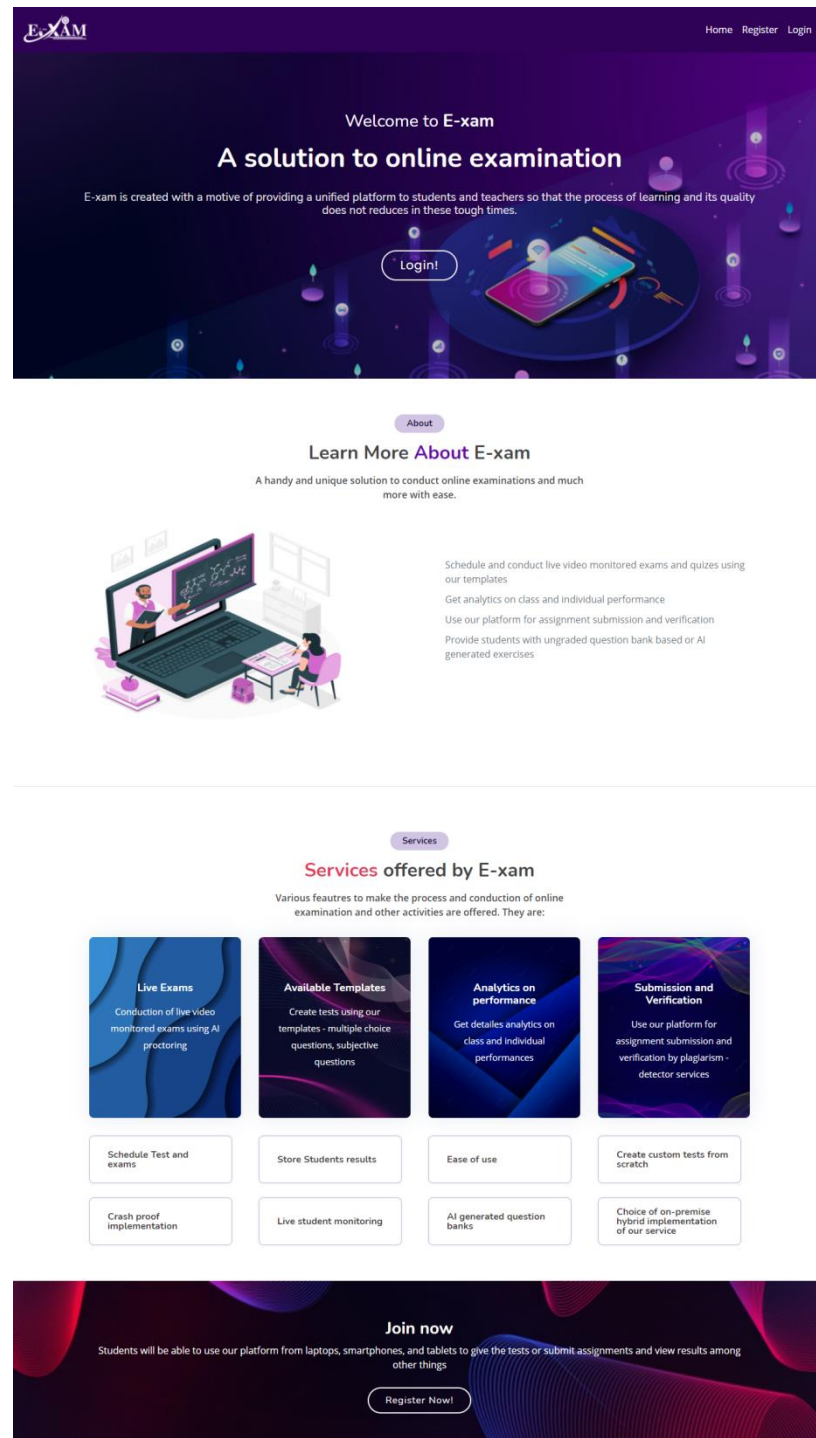 E-XAM
Home Register Login
Welcome to E-xam
A solution to online examination
E-xam is created with a motive of providing a unified platform to students and teachers so that the process of learning and its quality
does not reduces in these tough times.
Login!
About
Learn More About E-xam
A handy and unique solution to conduct online examinations and much
more with ease.
Schedule and conduct live video monitored exams and quizes using
our templates
Get analytics on class and individual performance
Use our platform for assignment submission and verification
Provide students with ungraded question bank based or AI
generated exercises
Services
Services offered by E-xam
Various feautres to make the process and conduction of online
examination and other activities are offered. They are:
Live Exams
Conduction of live video
monitored exams using AI
proctoring
Available Templates
Create tests using our
templates - multiple choice
questions, subjective
questions
Analytics on
performance
Get detailes analytics on
class and individual
performances
Submission and
Verification
Use our platform for
assignment submission and
verification by plagiarism -
detector services
Schedule Test and
exams
Store Students results
Ease of use
Create custom tests from
scratch
Crash proof
implementation
Live student monitoring
AI generated question
banks
Choice of on-premise
hybrid implementation
of our service
Join now
Students will be able to use our platform from laptops, smartphones, and tablets to give the tests or submit assignments and view results among
other things
Register Now!